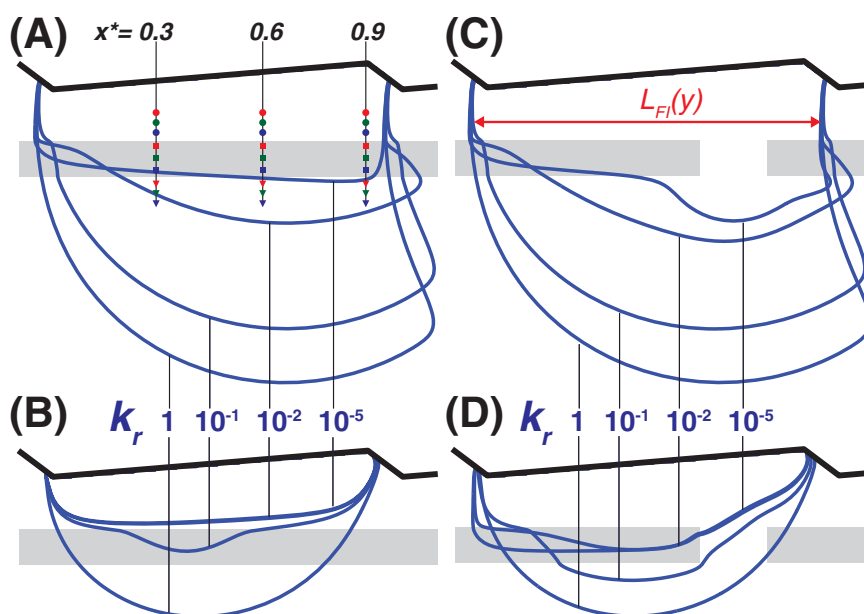 (A) x*= 0.3 0.6 0.9 (C)
L_FI(y)
(B) k_r 1 10⁻¹ 10⁻² 10⁻⁵ (D) k_r 1 10⁻¹ 10⁻² 10⁻⁵